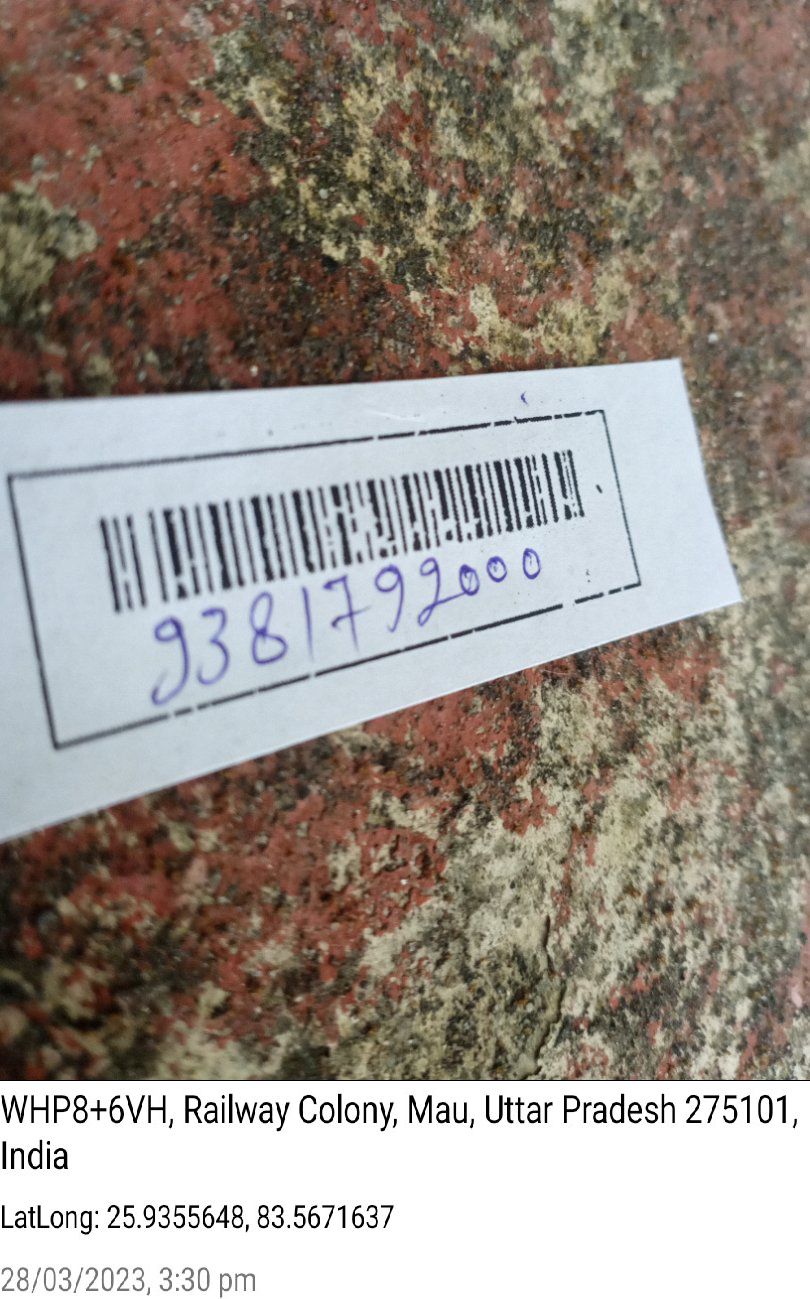 9381792000
WHP8+6VH, Railway Colony, Mau, Uttar Pradesh 275101,
India
LatLong: 25.9355648, 83.5671637
28/03/2023, 3:30 pm